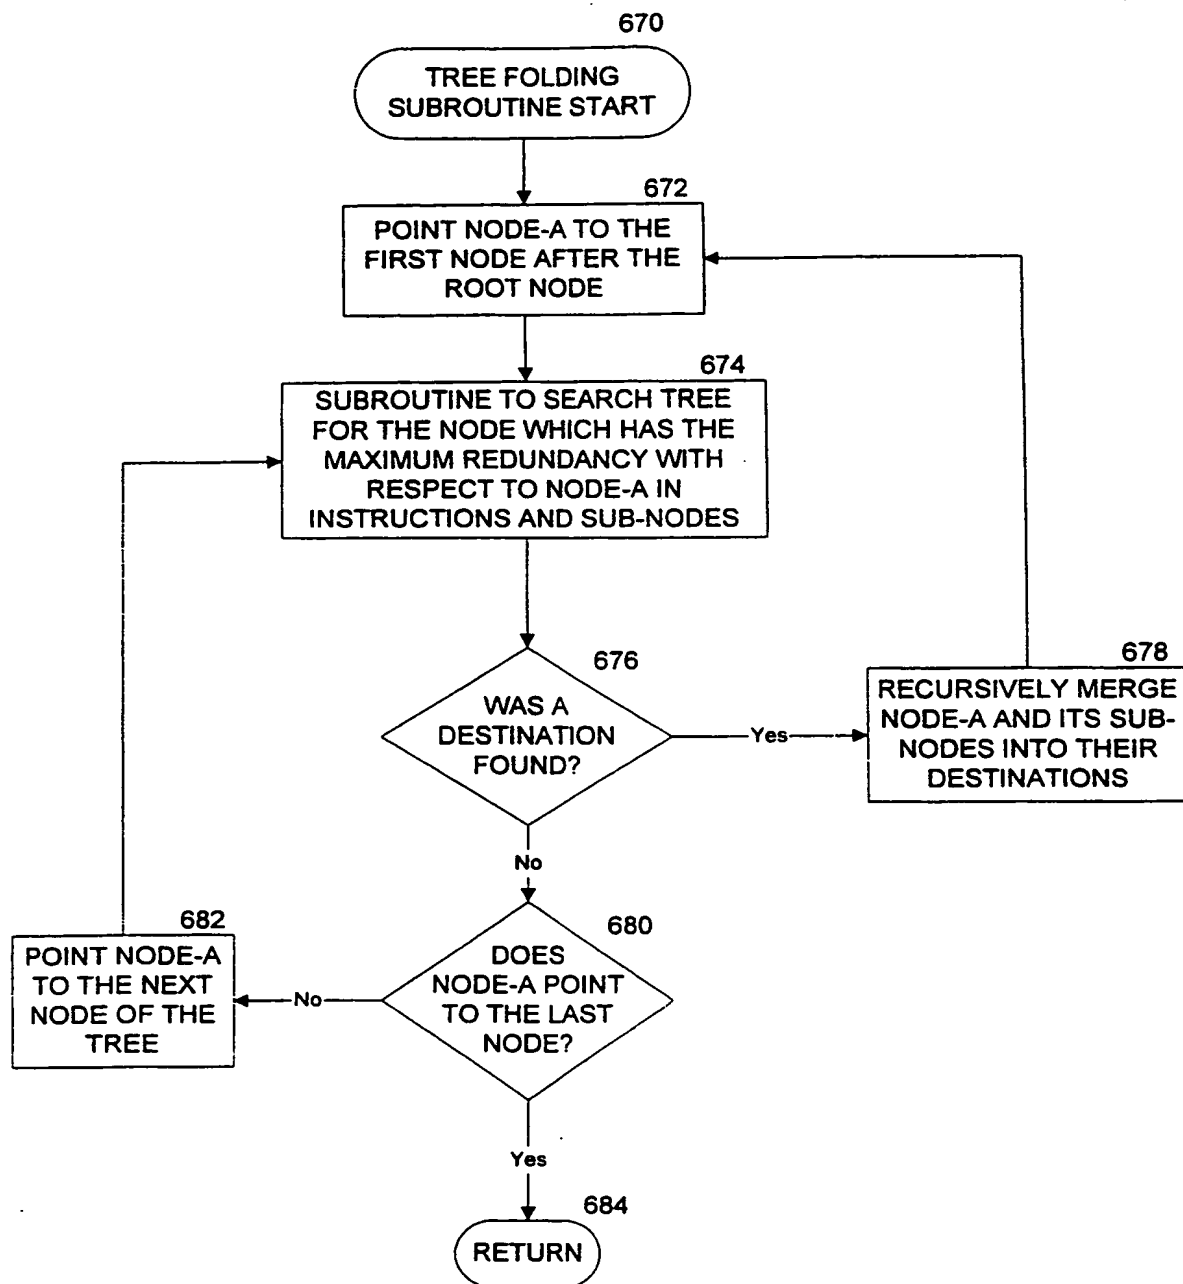 670
TREE FOLDING
SUBROUTINE START
672
POINT NODE-A TO THE
FIRST NODE AFTER THE
ROOT NODE
674
SUBROUTINE TO SEARCH TREE
FOR THE NODE WHICH HAS THE
MAXIMUM REDUNDANCY WITH
RESPECT TO NODE-A IN
INSTRUCTIONS AND SUB-NODES
676
WAS A
DESTINATION
FOUND?
Yes
678
RECURSIVELY MERGE
NODE-A AND ITS SUB-
NODES INTO THEIR
DESTINATIONS
No
680
DOES
NODE-A POINT
TO THE LAST
NODE?
No
682
POINT NODE-A
TO THE NEXT
NODE OF THE
TREE
Yes
684
RETURN